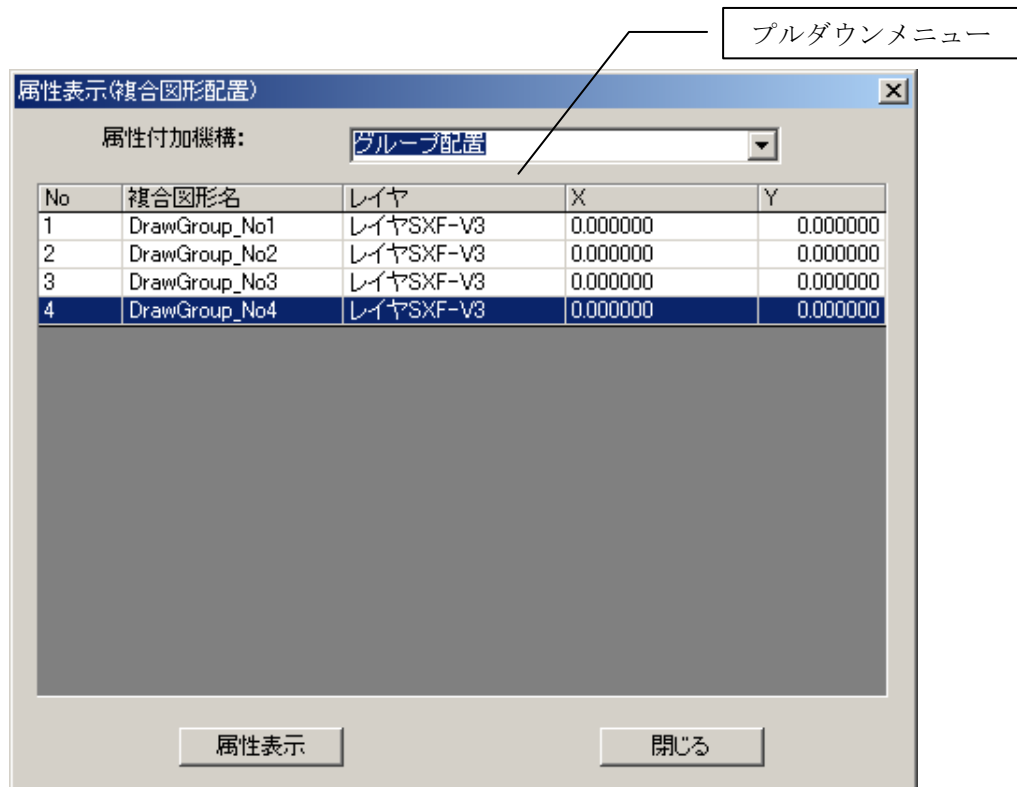 プルダウンメニュー
属性表示(複合図形配置)
属性付加機構: グループ配置
No 複合図形名 レイヤ X Y
1 DrawGroup_No1 レイヤSXF-V3 0.000000 0.000000
2 DrawGroup_No2 レイヤSXF-V3 0.000000 0.000000
3 DrawGroup_No3 レイヤSXF-V3 0.000000 0.000000
4 DrawGroup_No4 レイヤSXF-V3 0.000000 0.000000
属性表示 閉じる